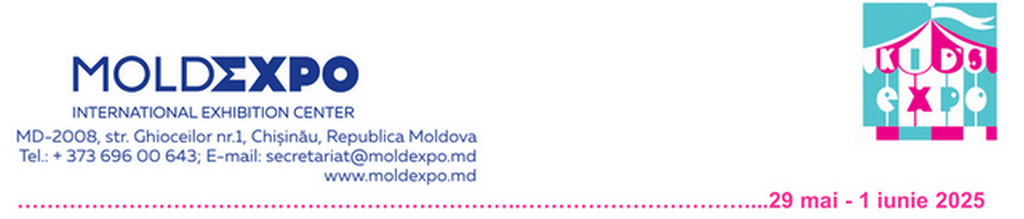 MOLDEXPO
INTERNATIONAL EXHIBITION CENTER
MD-2008, str. Ghioceilor nr.1, Chișinău, Republica Moldova
Tel.: + 373 696 00 643; E-mail: secretariat@moldexpo.md
www.moldexpo.md
KIDS
expo
........................................................................................29 mai - 1 iunie 2025